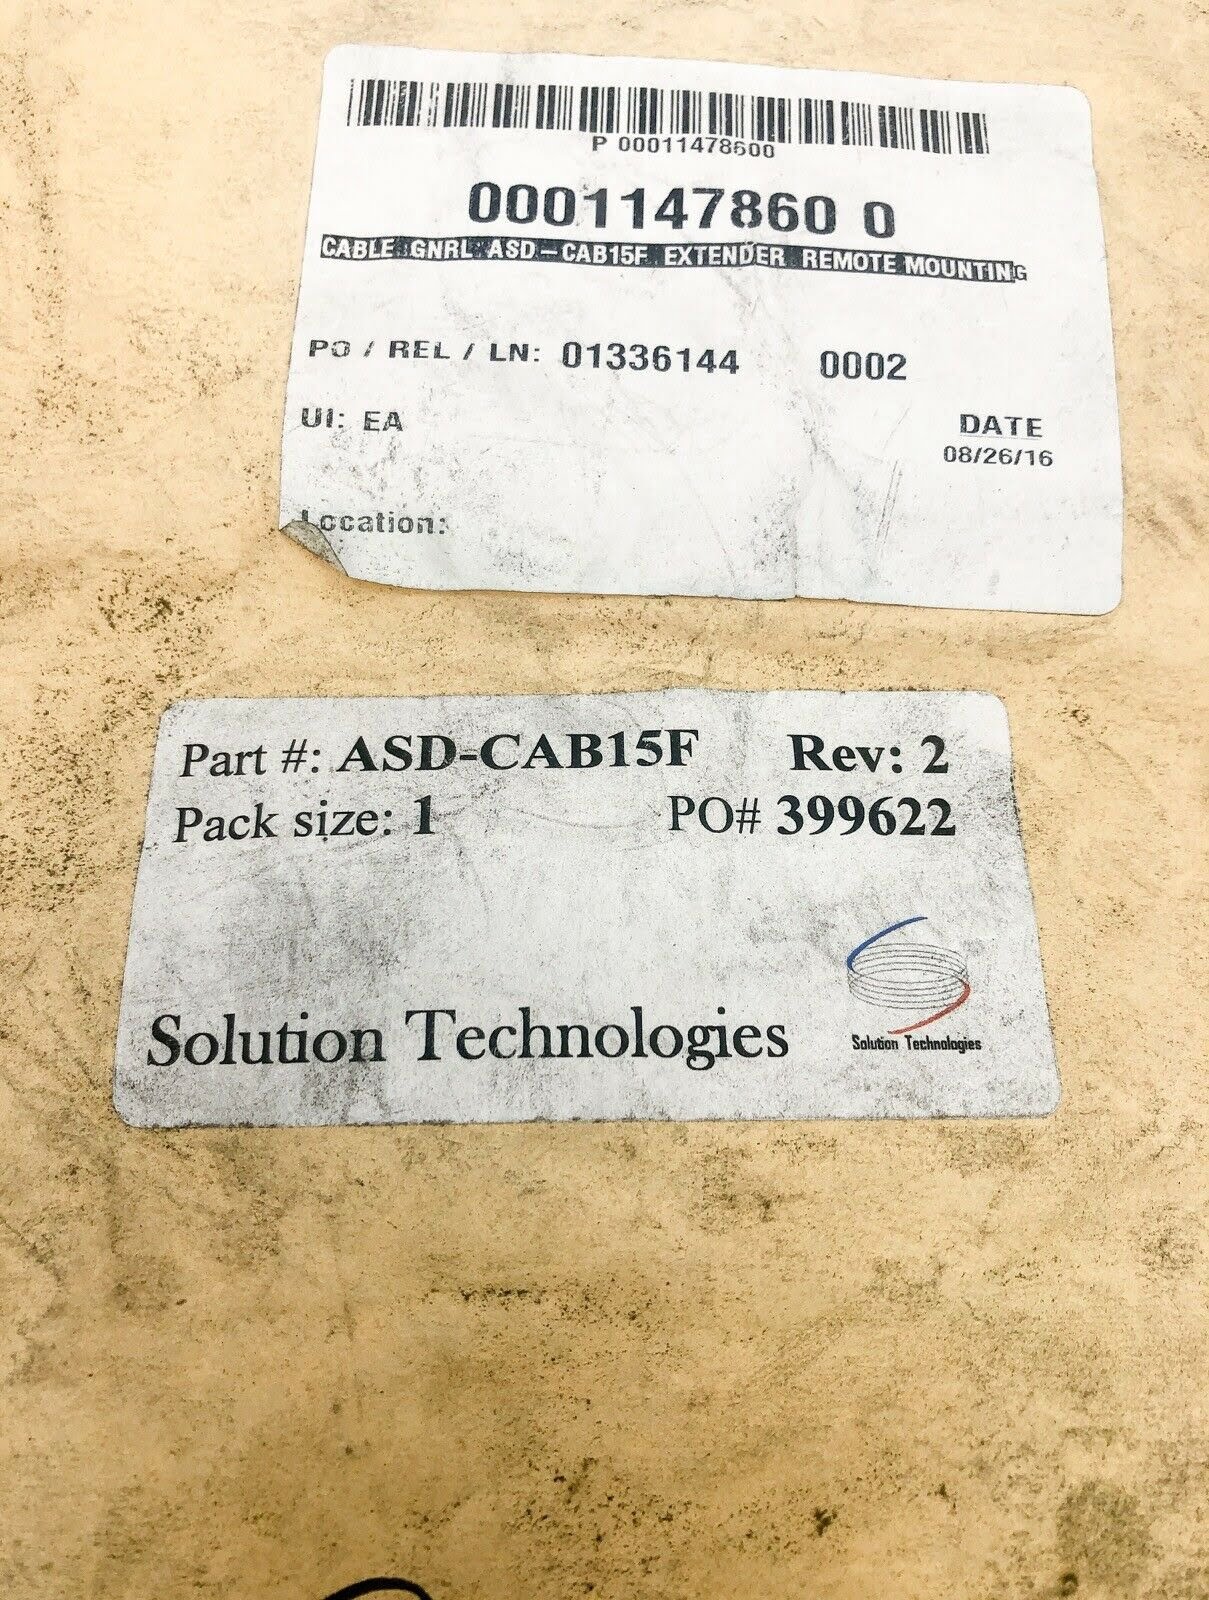 P 00011478600
0001147860 0
CABLE GNRL ASD-CAB15F EXTENDER REMOTE MOUNTING
PO / REL / LN: 01336144 0002
UI: EA
DATE
08/26/16
Location:
Part #: ASD-CAB15F Rev: 2
Pack size: 1 PO# 399622
Solution Technologies
Solution Technologies